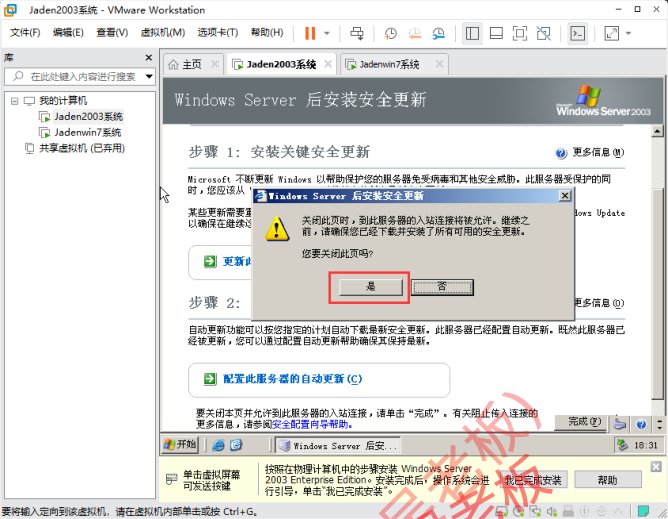 Jaden2003系统 - VMware Workstation
文件(F) 编辑(E) 查看(V) 虚拟机(M) 选项卡(T) 帮助(H)
库
在此处键入内容进行搜索
我的计算机
Jaden2003系统
Jadenwin7系统
共享虚拟机 (已弃用)
主页 Jaden2003系统 Jadenwin7系统
Windows Server 后安装安全更新
Microsoft
Windows Server 2003
步骤 1: 安装关键安全更新
更多信息(M)
Microsoft 不断更新 Windows 以帮助保护您的服务器免受病毒和其他安全威胁。此服务器受保护的同
时，您应该从
某些更新需要重
dows Update
以确保在继续
Windows Server 后安装安全更新
关闭此页时，到此服务器的入站连接将被允许。继续之
前，请确保您已经下载并安装了所有可用的安全更新。
您要关闭此页吗?
是 否
更新
步骤 2:
更多信息(O)
自动更新功能可以按您指定的计划自动下载最新安全更新。此服务器已经配置自动更新。既然此服务器已
经被更新，您可以通过配置自动更新帮助确保其保持最新。
配置此服务器的自动更新(C)
要关闭本页并允许到此服务器的入站连接，请单击“完成”。有关阻止传入连接的
更多信息,请参阅安全配置向导帮助。
完成(F)
开始 Windows Server 后安... 18:31
单击虚拟屏幕
可发送按键
按照在物理计算机中的步骤安装 Windows Server
2003 Enterprise Edition。安装完成后，操作系统会进
行引导，单击“我已完成安装”。
我已完成安装 帮助
要将输入定向到该虚拟机，请在虚拟机内部单击或按 Ctrl+G。
老板)
老板